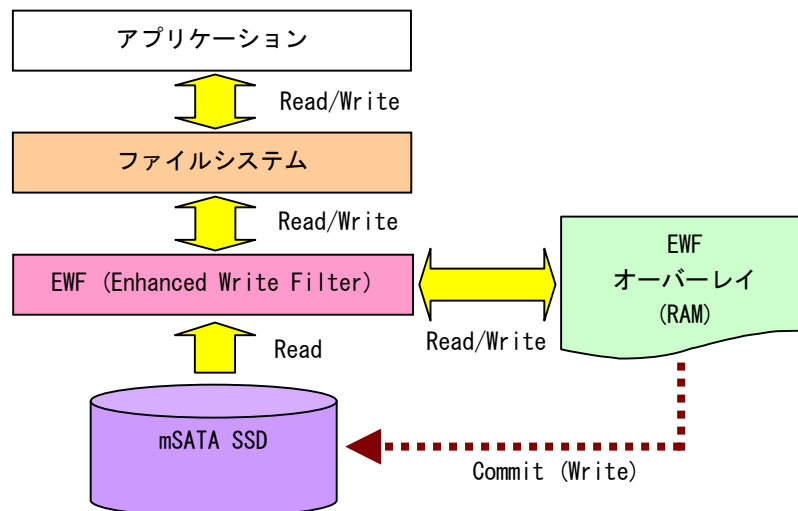 アプリケーション
Read/Write
ファイルシステム
Read/Write
EWF (Enhanced Write Filter)
EWF
オーバーレイ
(RAM)
Read/Write
Read
mSATA SSD
Commit (Write)